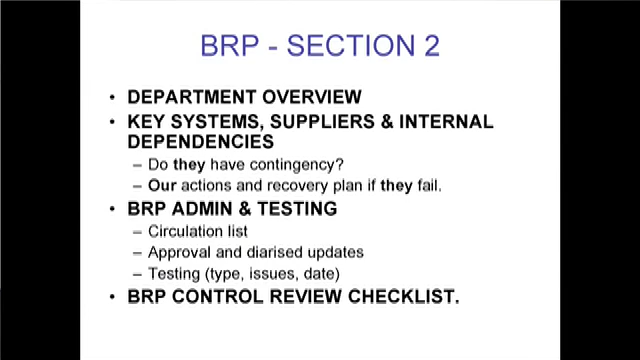 BRP - SECTION 2
• DEPARTMENT OVERVIEW
• KEY SYSTEMS, SUPPLIERS & INTERNAL
DEPENDENCIES
– Do they have contingency?
– Our actions and recovery plan if they fail.
• BRP ADMIN & TESTING
– Circulation list
– Approval and diarised updates
– Testing (type, issues, date)
• BRP CONTROL REVIEW CHECKLIST.